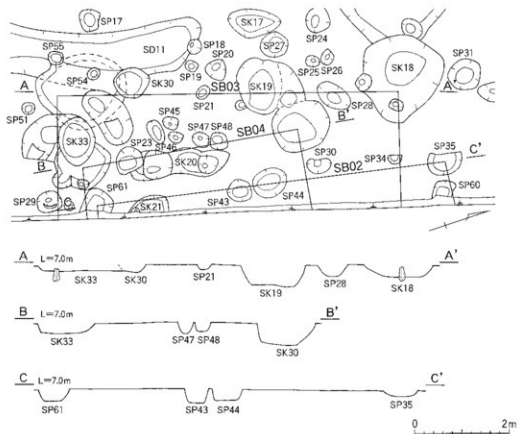 SP17
SK17
SP24
SP55
SD11
SP18
SP20
SP27
SP31
SP54
SK30
SP19
SP25
SP26
SK18
A
SB03
SK19
A'
SP51
SP21
SP28
SP45
B'
SK33
SP23
SP46
SP47
SP48
SB04
SP35
C'
B
SK20
SP30
SP34
SB02
SP61
SP60
SP29
C
SK21
SP43
SP44
A
L=7.0m
A'
SK33
SK30
SP21
SK19
SP28
SK18
B
L=7.0m
B'
SK33
SP47
SP48
SK30
C
L=7.0m
C'
SP61
SP43
SP44
SP35
0
2m